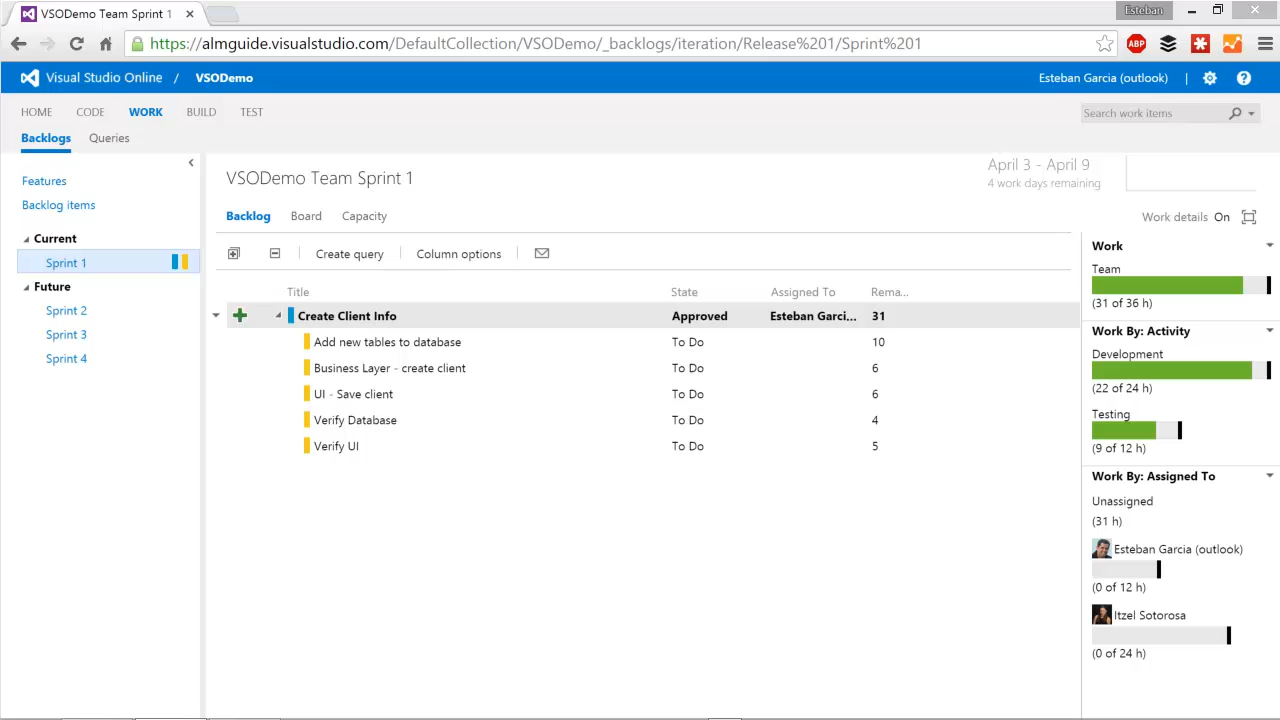 VSODemo Team Sprint 1
Esteban
https://almguide.visualstudio.com/DefaultCollection/VSODemo/_backlogs/iteration/Release%201/Sprint%201
ABP
Visual Studio Online / VSODemo
Esteban Garcia (outlook) |
HOME CODE WORK BUILD TEST
Search work items
Backlogs Queries
Features
Backlog items
Current
Sprint 1
Future
Sprint 2
Sprint 3
Sprint 4
VSODemo Team Sprint 1
April 3 - April 9
4 work days remaining
Backlog Board Capacity
Work details On
Create query Column options
Title State Assigned To Rema...
Create Client Info Approved Esteban Garci... 31
Add new tables to database To Do 10
Business Layer - create client To Do 6
UI - Save client To Do 6
Verify Database To Do 4
Verify UI To Do 5
Work
Team
(31 of 36 h)
Work By: Activity
Development
(22 of 24 h)
Testing
(9 of 12 h)
Work By: Assigned To
Unassigned
(31 h)
Esteban Garcia (outlook)
(0 of 12 h)
Itzel Sotorosa
(0 of 24 h)